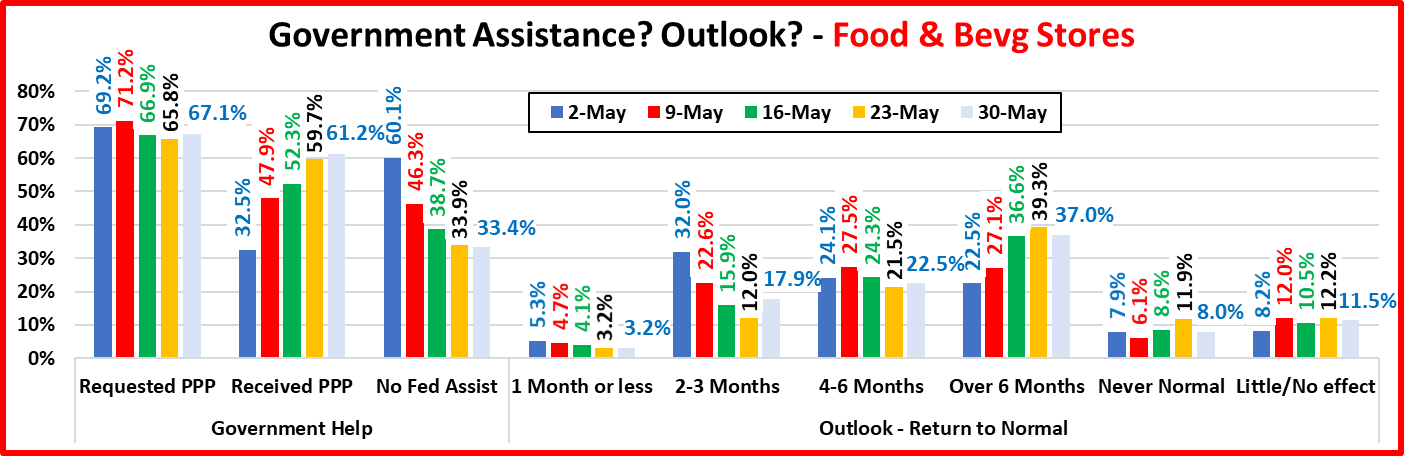 Government Assistance? Outlook? - Food & Bevg Stores
2-May 9-May 16-May 23-May 30-May
80%
70%
60%
50%
40%
30%
20%
10%
0%
69.2% 71.2% 66.9% 65.8% 67.1%
32.5% 47.9% 52.3% 59.7% 61.2%
60.1% 46.3% 38.7% 33.9% 33.4%
5.3% 4.7% 4.1% 3.2% 3.2%
32.0% 22.6% 15.9% 12.0% 17.9%
24.1% 27.5% 24.3% 21.5% 22.5%
22.5% 27.1% 36.6% 39.3% 37.0%
7.9% 6.1% 8.6% 11.9% 8.0%
8.2% 12.0% 10.5% 12.2% 11.5%
Requested PPP Received PPP No Fed Assist 1 Month or less 2-3 Months 4-6 Months Over 6 Months Never Normal Little/No effect
Government Help Outlook - Return to Normal